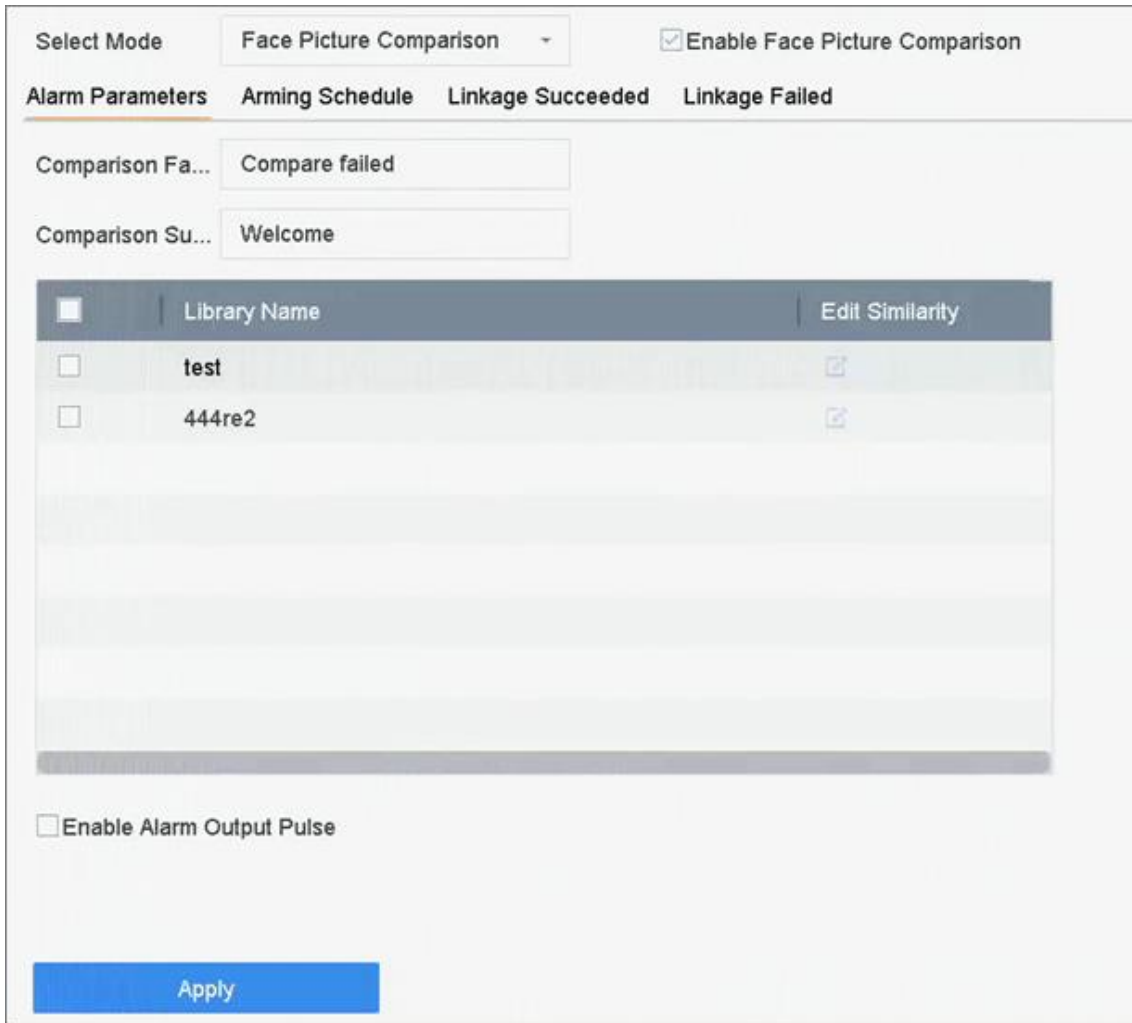 Select Mode Face Picture Comparison Enable Face Picture Comparison
Alarm Parameters Arming Schedule Linkage Succeeded Linkage Failed
Comparison Fa... Compare failed
Comparison Su... Welcome
Library Name Edit Similarity
test
444re2
Enable Alarm Output Pulse
Apply